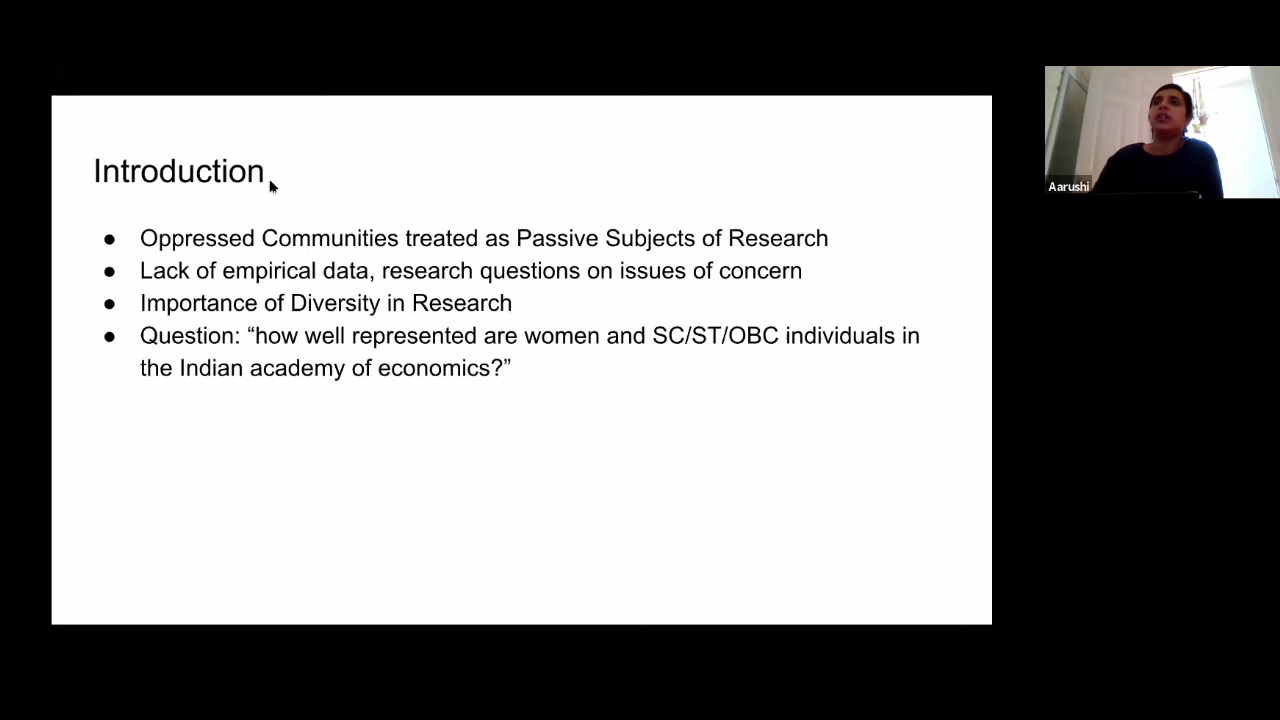 Introduction
● Oppressed Communities treated as Passive Subjects of Research
● Lack of empirical data, research questions on issues of concern
● Importance of Diversity in Research
● Question: “how well represented are women and SC/ST/OBC individuals in
the Indian academy of economics?”
Aarushi